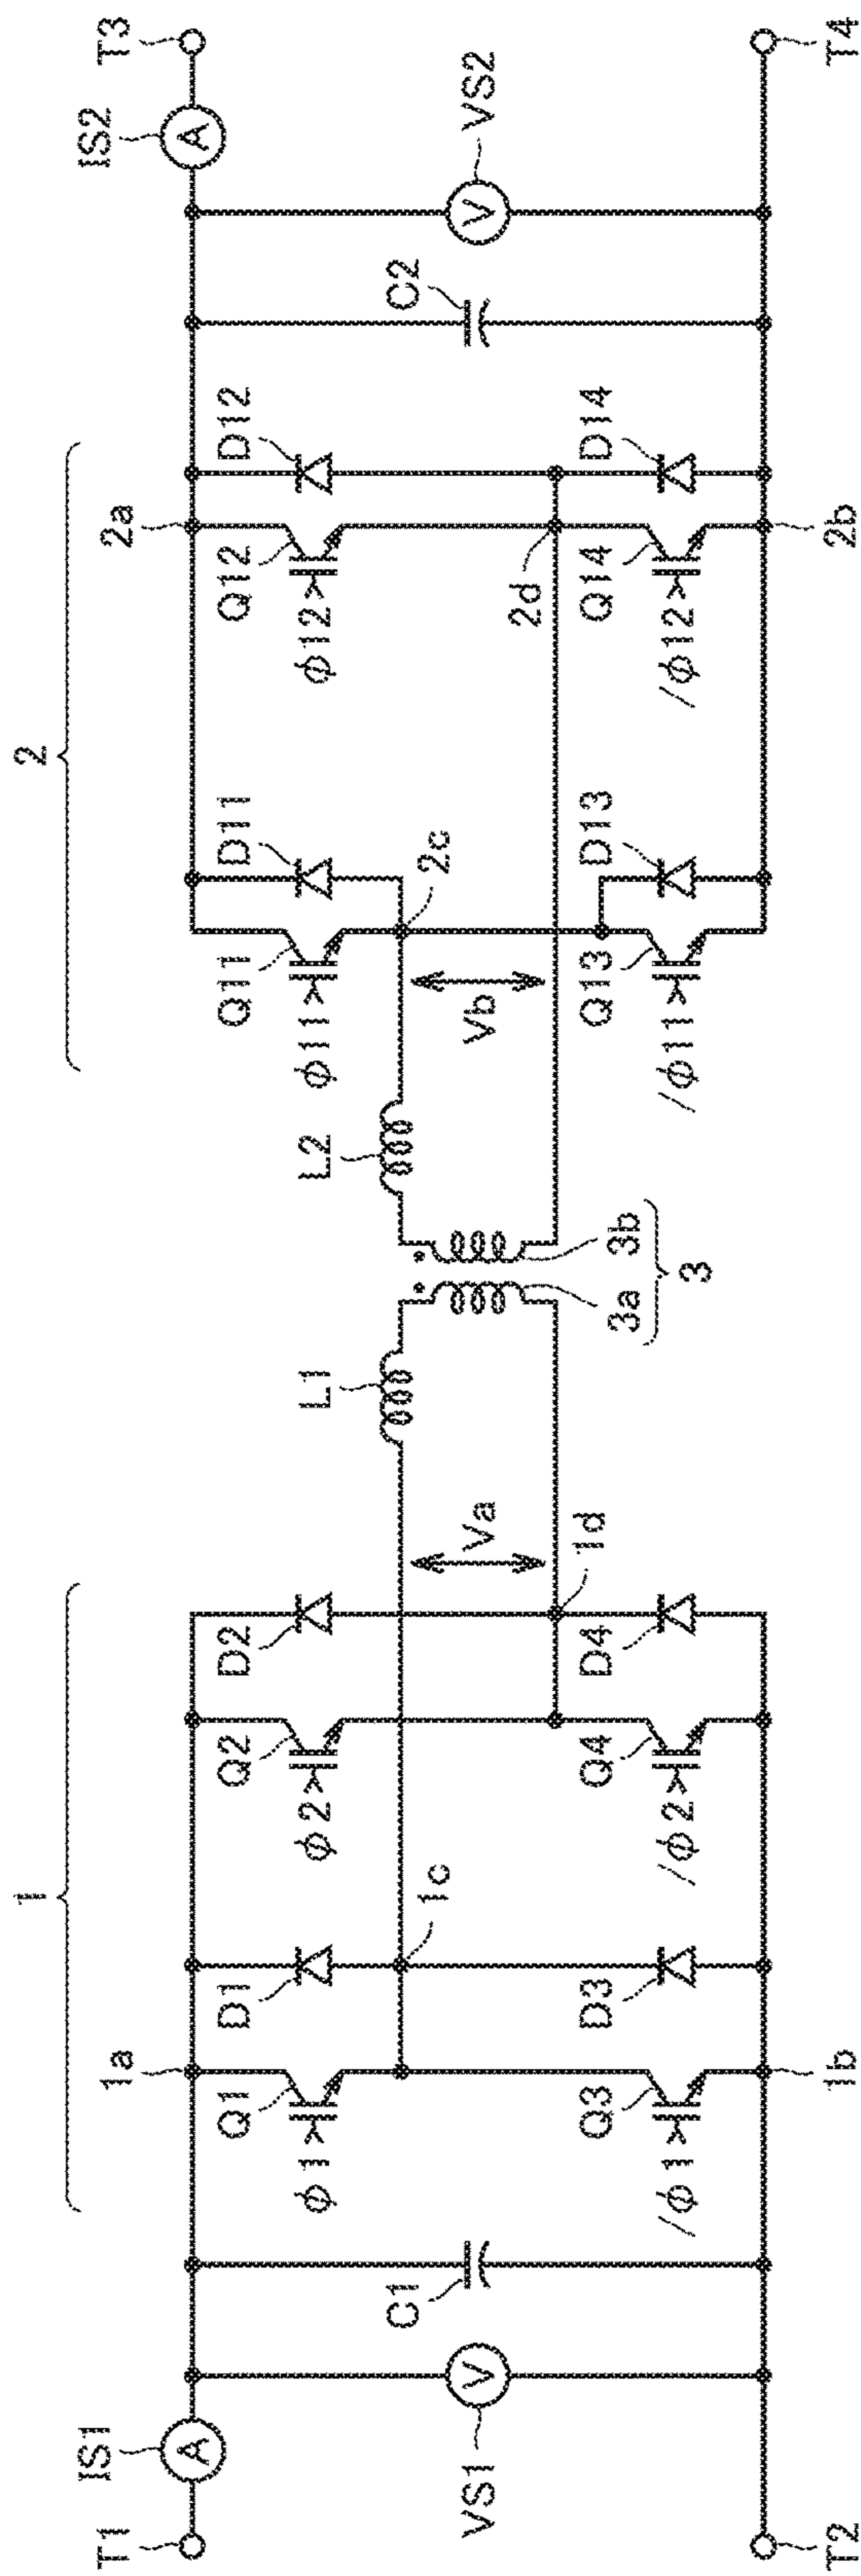 1
2
T1
IS1
A
1a
2a
IS2
A
T3
Q1
D1
Q2
D2
Q11
D11
Q12
D12
φ1
φ2
φ11
φ12
L1
L2
1c
2c
C1
C2
VS1
V
Va
Vb
V
VS2
1d
2d
3a
3b
3
Q3
D3
Q4
D4
Q13
D13
Q14
D14
/φ1
/φ2
/φ11
/φ12
T2
1b
2b
T4